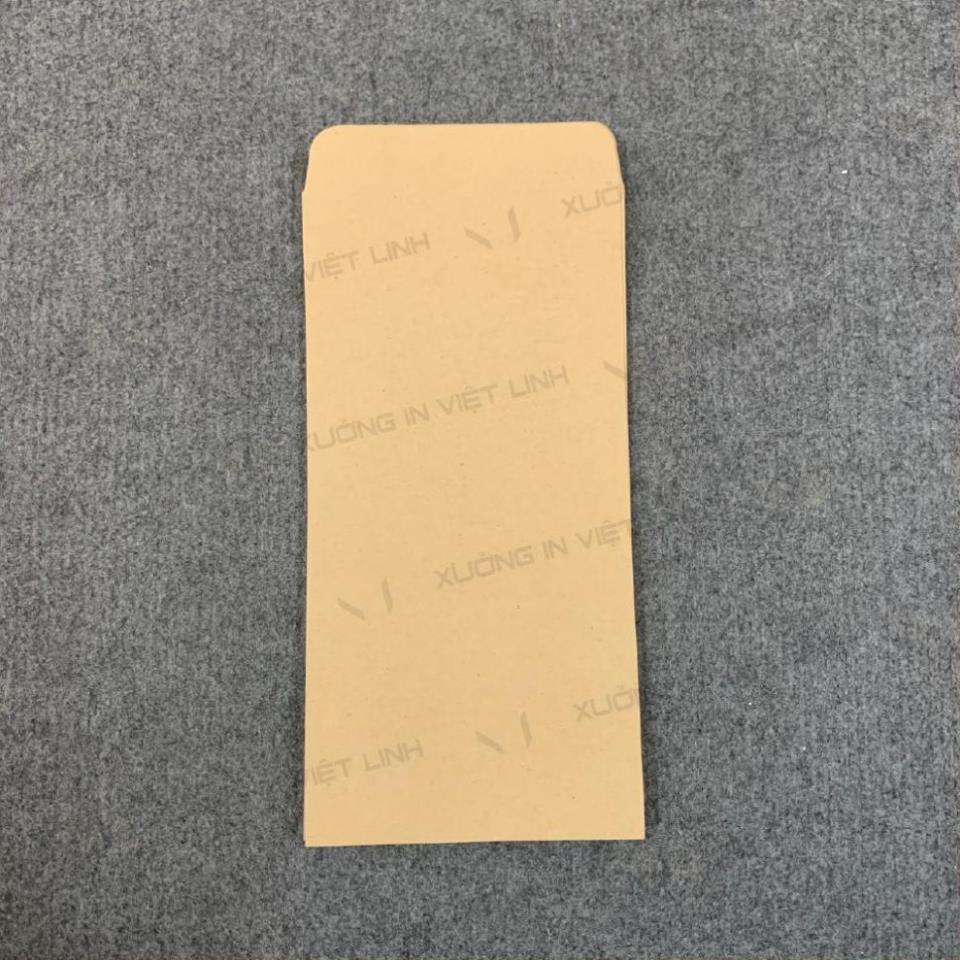 XƯỞ
VIỆT LINH
XƯỞNG IN VIỆT LINH
XƯỞNG IN VIỆT
XƯỞ
IỆT LINH